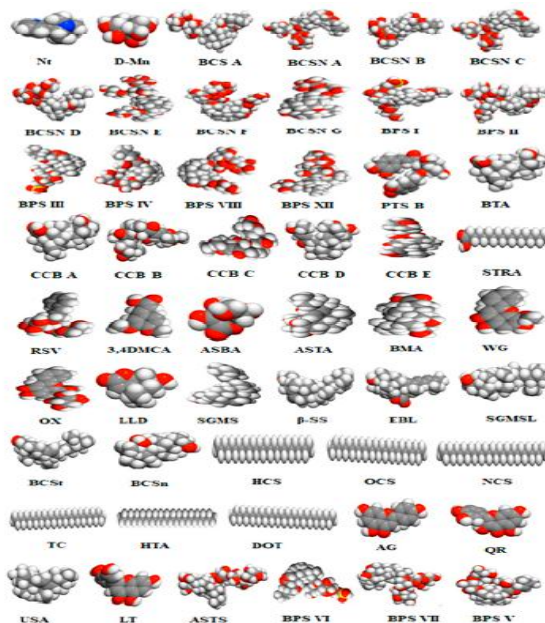 Nt D-Mn BCS A BCSN A BCSN B BCSN C
BCSN D BCSN E BCSN F BCSN G BPS I BPS II
BPS III BPS IV BPS VIII BPS XII PTS B BTA
CCB A CCB B CCB C CCB D CCB E STRA
RSV 3,4DMCA ASBA ASTA BMA WG
OX LLD SGMS β-SS EBL SGMSL
BCSt BCSn HCS OCS NCS
TC HTA DOT AG QR
USA LT ASTS BPS VI BPS VII BPS V